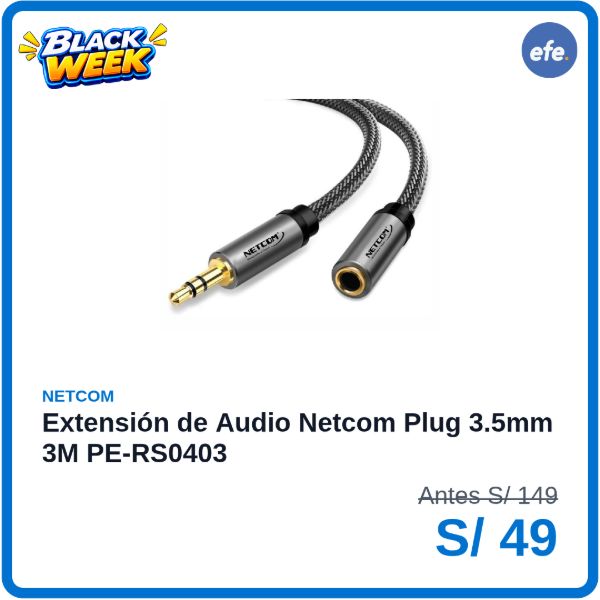 BLACK
WEEK
efe.
NETCOM
NETCOM
NETCOM
Extensión de Audio Netcom Plug 3.5mm
3M PE-RS0403
Antes S/ 149
S/ 49